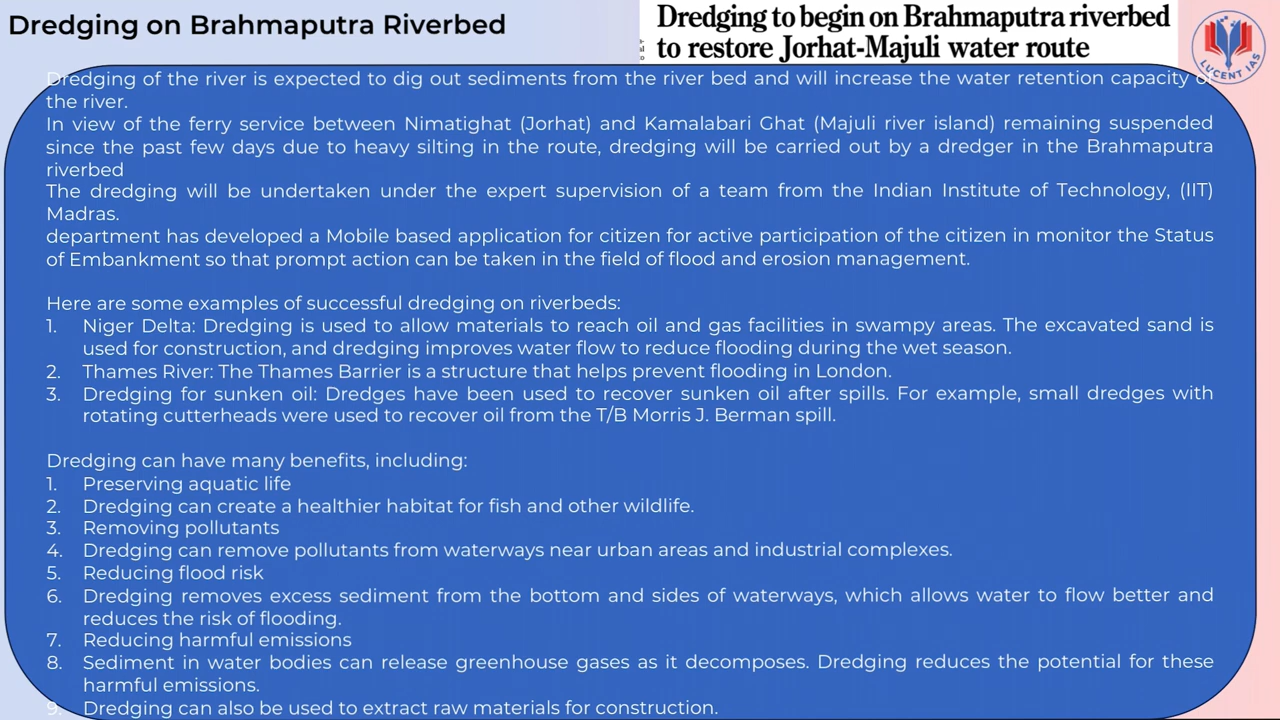 Dredging on Brahmaputra Riverbed
Dredging to begin on Brahmaputra riverbed
to restore Jorhat-Majuli water route
LUCENT IAS
Dredging of the river is expected to dig out sediments from the river bed and will increase the water retention capacity of
the river.
In view of the ferry service between Nimatighat (Jorhat) and Kamalabari Ghat (Majuli river island) remaining suspended
since the past few days due to heavy silting in the route, dredging will be carried out by a dredger in the Brahmaputra
riverbed
The dredging will be undertaken under the expert supervision of a team from the Indian Institute of Technology, (IIT)
Madras.
department has developed a Mobile based application for citizen for active participation of the citizen in monitor the Status
of Embankment so that prompt action can be taken in the field of flood and erosion management.
Here are some examples of successful dredging on riverbeds:
1. Niger Delta: Dredging is used to allow materials to reach oil and gas facilities in swampy areas. The excavated sand is
used for construction, and dredging improves water flow to reduce flooding during the wet season.
2. Thames River: The Thames Barrier is a structure that helps prevent flooding in London.
3. Dredging for sunken oil: Dredges have been used to recover sunken oil after spills. For example, small dredges with
rotating cutterheads were used to recover oil from the T/B Morris J. Berman spill.
Dredging can have many benefits, including:
1. Preserving aquatic life
2. Dredging can create a healthier habitat for fish and other wildlife.
3. Removing pollutants
4. Dredging can remove pollutants from waterways near urban areas and industrial complexes.
5. Reducing flood risk
6. Dredging removes excess sediment from the bottom and sides of waterways, which allows water to flow better and
reduces the risk of flooding.
7. Reducing harmful emissions
8. Sediment in water bodies can release greenhouse gases as it decomposes. Dredging reduces the potential for these
harmful emissions.
9. Dredging can also be used to extract raw materials for construction.